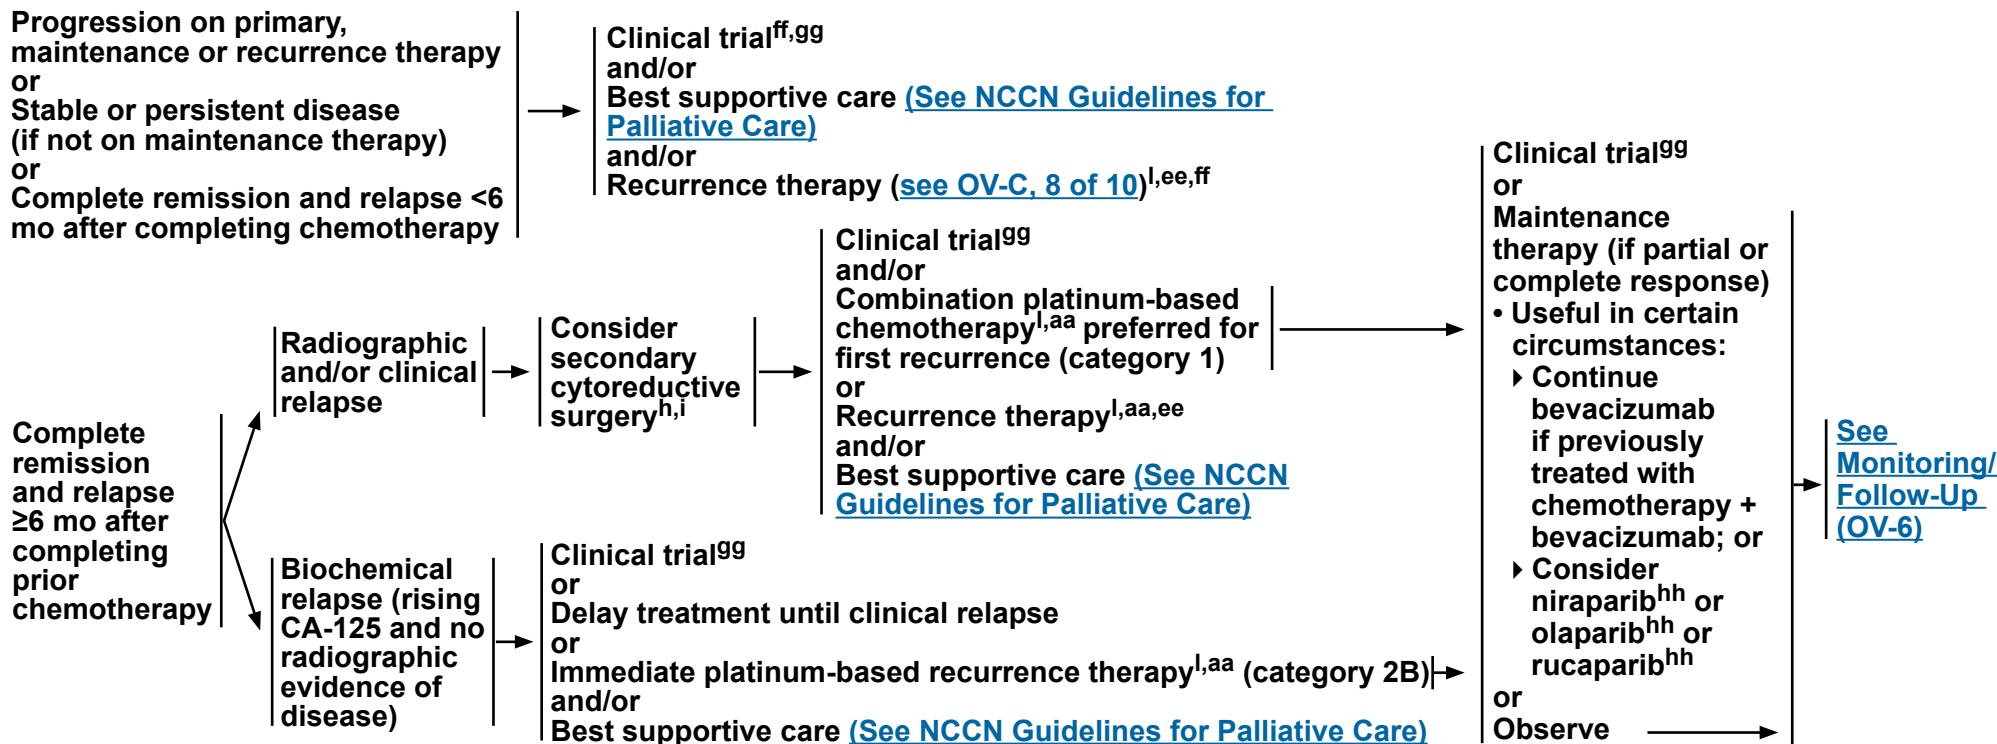 Progression on primary,
maintenance or recurrence therapy
or
Stable or persistent disease
(if not on maintenance therapy)
or
Complete remission and relapse <6
mo after completing chemotherapy
Clinical trialff,gg
and/or
Best supportive care (See NCCN Guidelines for
Palliative Care)
and/or
Recurrence therapy (see OV-C, 8 of 10)l,ee,ff
Complete
remission
and relapse
≥6 mo after
completing
prior
chemotherapy
Radiographic
and/or clinical
relapse
Consider
secondary
cytoreductive
surgeryh,i
Clinical trialgg
and/or
Combination platinum-based
chemotherapyl,aa preferred for
first recurrence (category 1)
or
Recurrence therapyl,aa,ee
and/or
Best supportive care (See NCCN
Guidelines for Palliative Care)
Biochemical
relapse (rising
CA-125 and no
radiographic
evidence of
disease)
Clinical trialgg
or
Delay treatment until clinical relapse
or
Immediate platinum-based recurrence therapyl,aa (category 2B)
and/or
Best supportive care (See NCCN Guidelines for Palliative Care)
Clinical trialgg
or
Maintenance
therapy (if partial or
complete response)
• Useful in certain
circumstances:
Continue
bevacizumab
if previously
treated with
chemotherapy +
bevacizumab; or
Consider
niraparibhh or
olaparibhh or
rucaparibhh
or
Observe
See
Monitoring/
Follow-Up
(OV-6)